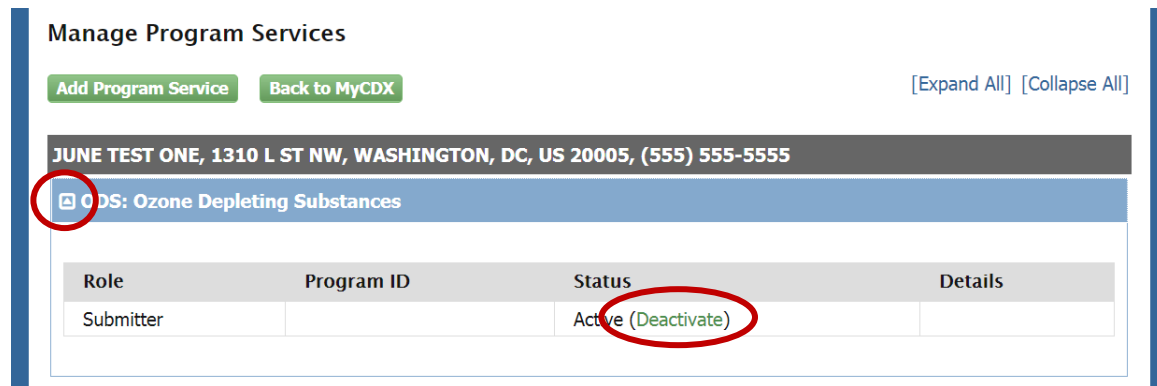 Manage Program Services
Add Program Service Back to MyCDX [Expand All] [Collapse All]
JUNE TEST ONE, 1310 L ST NW, WASHINGTON, DC, US 20005, (555) 555-5555
ODS: Ozone Depleting Substances
Role Program ID Status Details
Submitter Active (Deactivate)